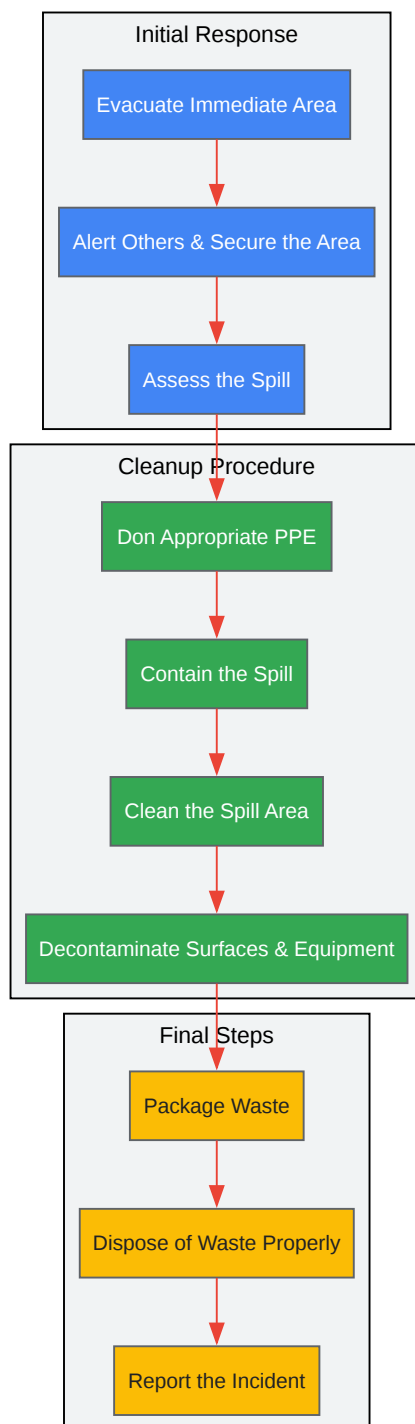 Initial Response
Evacuate Immediate Area
Alert Others & Secure the Area
Assess the Spill
Cleanup Procedure
Don Appropriate PPE
Contain the Spill
Clean the Spill Area
Decontaminate Surfaces & Equipment
Final Steps
Package Waste
Dispose of Waste Properly
Report the Incident